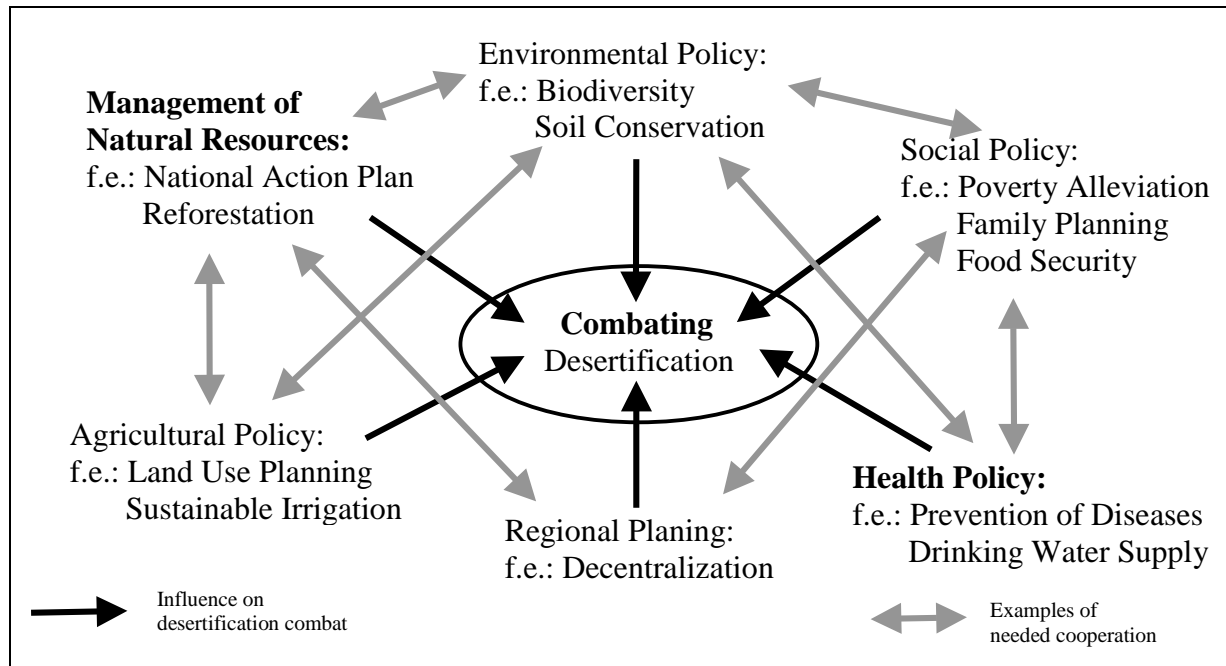 Environmental Policy:
f.e.: Biodiversity
Soil Conservation
Management of
Natural Resources:
f.e.: National Action Plan
Reforestation
Social Policy:
f.e.: Poverty Alleviation
Family Planning
Food Security
Combating
Desertification
Agricultural Policy:
f.e.: Land Use Planning
Sustainable Irrigation
Regional Planing:
f.e.: Decentralization
Health Policy:
f.e.: Prevention of Diseases
Drinking Water Supply
Influence on
desertification combat
Examples of
needed cooperation